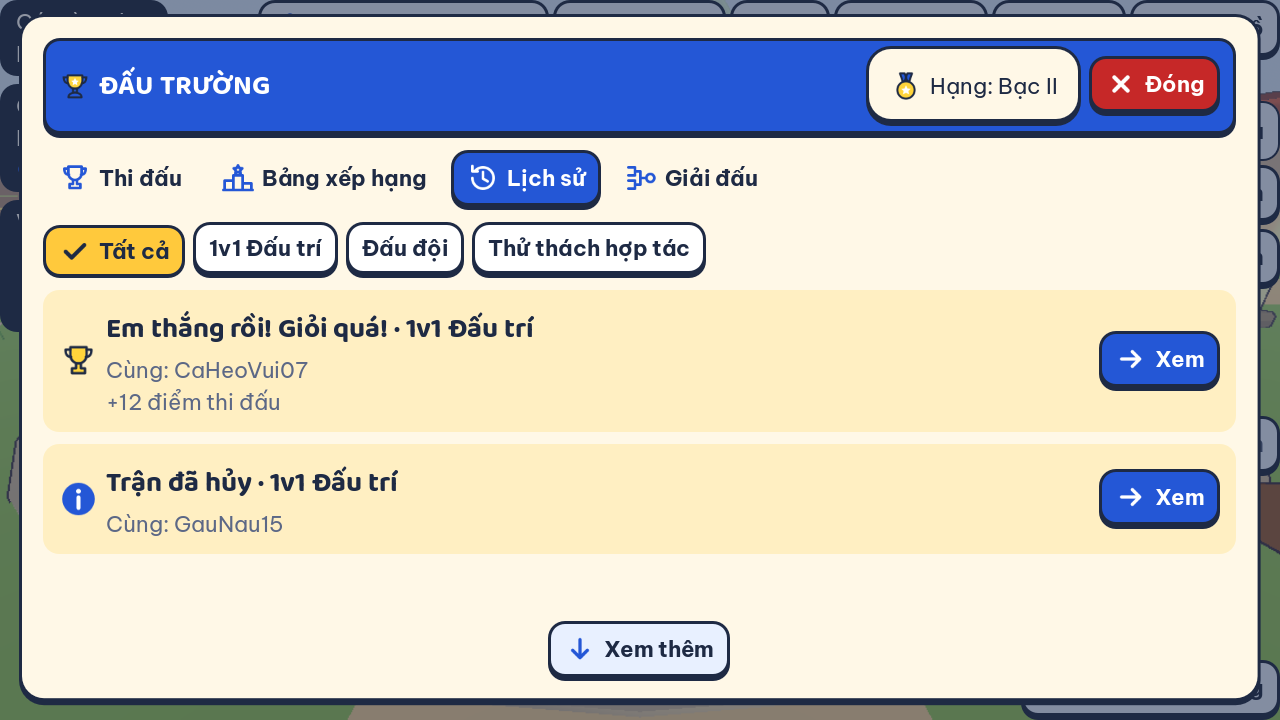 ĐẤU TRƯỜNG
Hạng: Bạc II
Đóng
Thi đấu
Bảng xếp hạng
Lịch sử
Giải đấu
Tất cả
1v1 Đấu trí
Đấu đội
Thử thách hợp tác
Em thắng rồi! Giỏi quá! · 1v1 Đấu trí
Cùng: CaHeoVui07
+12 điểm thi đấu
Xem
Trận đã hủy · 1v1 Đấu trí
Cùng: GauNau15
Xem
Xem thêm